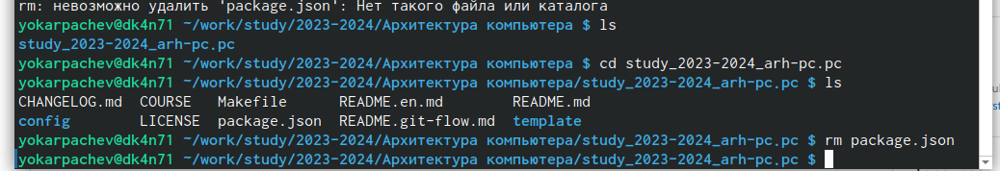 rm: невозможно удалить 'package.json': Нет такого файла или каталога
yokarpachev@dk4n71 ~/work/study/2023-2024/Архитектура компьютера $ ls
study_2023-2024_arh-pc.pc
yokarpachev@dk4n71 ~/work/study/2023-2024/Архитектура компьютера $ cd study_2023-2024_arh-pc.pc
yokarpachev@dk4n71 ~/work/study/2023-2024/Архитектура компьютера/study_2023-2024_arh-pc.pc $ ls
CHANGELOG.md COURSE Makefile README.en.md README.md
config LICENSE package.json README.git-flow.md template
yokarpachev@dk4n71 ~/work/study/2023-2024/Архитектура компьютера/study_2023-2024_arh-pc.pc $ rm package.json
yokarpachev@dk4n71 ~/work/study/2023-2024/Архитектура компьютера/study_2023-2024_arh-pc.pc $